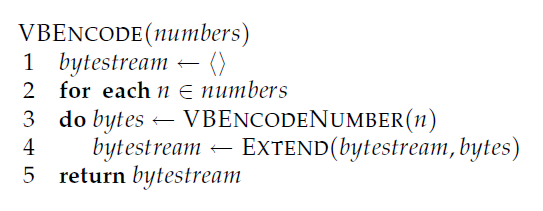 VBENCODE(numbers)
1 bytestream ← ⟨⟩
2 for each n ∈ numbers
3 do bytes ← VBENCODENUMBER(n)
4 bytestream ← EXTEND(bytestream, bytes)
5 return bytestream